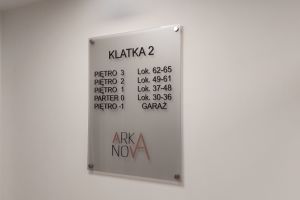 KLATKA 2
PIĘTRO 3 Lok. 62-65
PIĘTRO 2 Lok. 49-61
PIĘTRO 1 Lok. 37-48
PARTER 0 Lok. 30-36
PIĘTRO -1 GARAŻ
ARK
NOVA